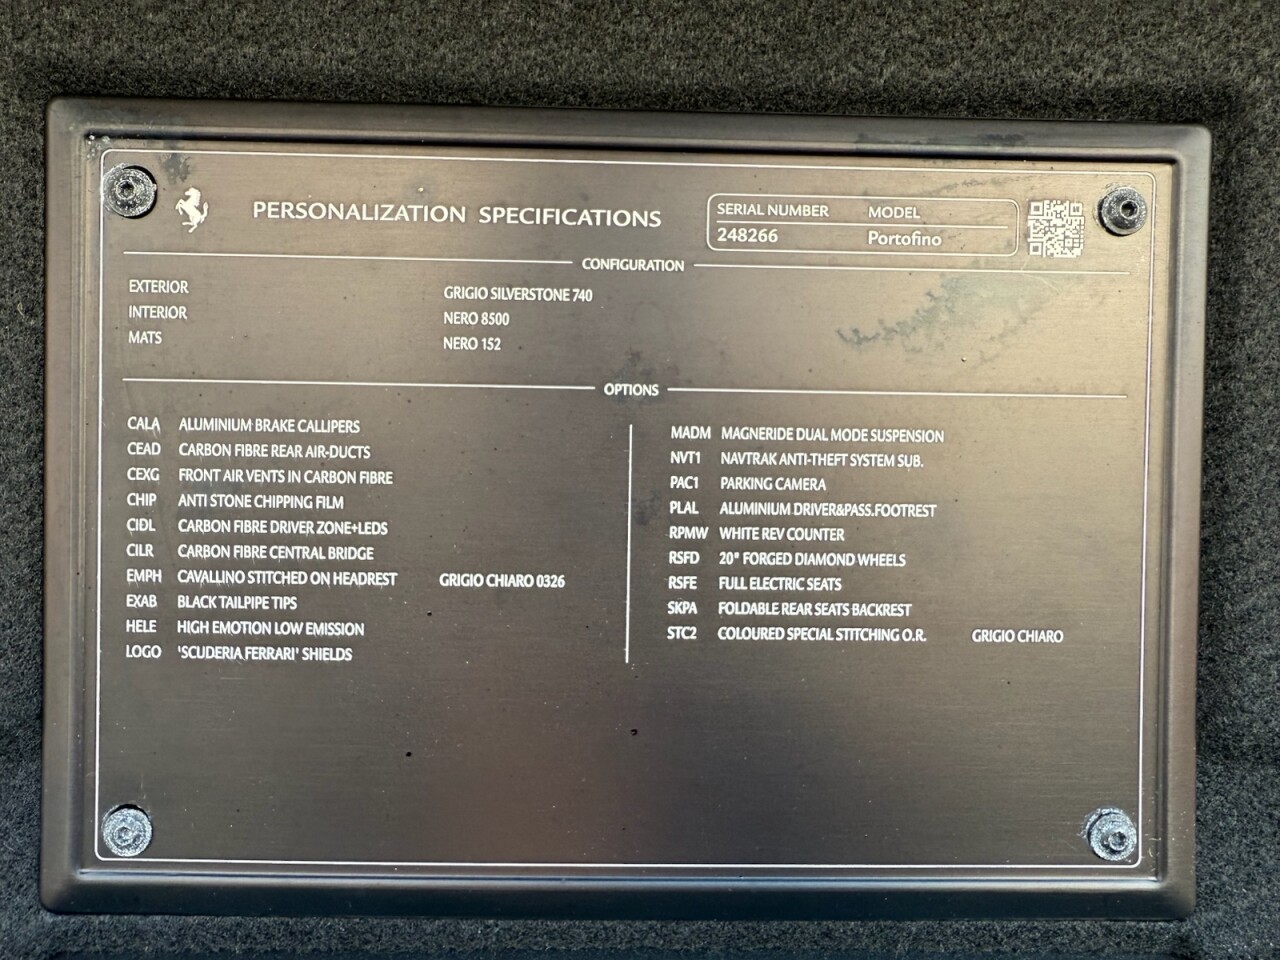 PERSONALIZATION SPECIFICATIONS
SERIAL NUMBER MODEL
248266 Portofino
CONFIGURATION
EXTERIOR GRIGIO SILVERSTONE 740
INTERIOR NERO 8500
MATS NERO 152
OPTIONS
CALA ALUMINIUM BRAKE CALLIPERS
CEAD CARBON FIBRE REAR AIR-DUCTS
CEXG FRONT AIR VENTS IN CARBON FIBRE
CHIP ANTI STONE CHIPPING FILM
CIDL CARBON FIBRE DRIVER ZONE+LEDS
CILR CARBON FIBRE CENTRAL BRIDGE
EMPH CAVALLINO STITCHED ON HEADREST GRIGIO CHIARO 0326
EXAB BLACK TAILPIPE TIPS
HELE HIGH EMOTION LOW EMISSION
LOGO 'SCUDERIA FERRARI' SHIELDS
MADM MAGNERIDE DUAL MODE SUSPENSION
NVT1 NAVTRAK ANTI-THEFT SYSTEM SUB.
PAC1 PARKING CAMERA
PLAL ALUMINIUM DRIVER&PASS.FOOTREST
RPMW WHITE REV COUNTER
RSFD 20" FORGED DIAMOND WHEELS
RSFE FULL ELECTRIC SEATS
SKPA FOLDABLE REAR SEATS BACKREST
STC2 COLOURED SPECIAL STITCHING O.R. GRIGIO CHIARO